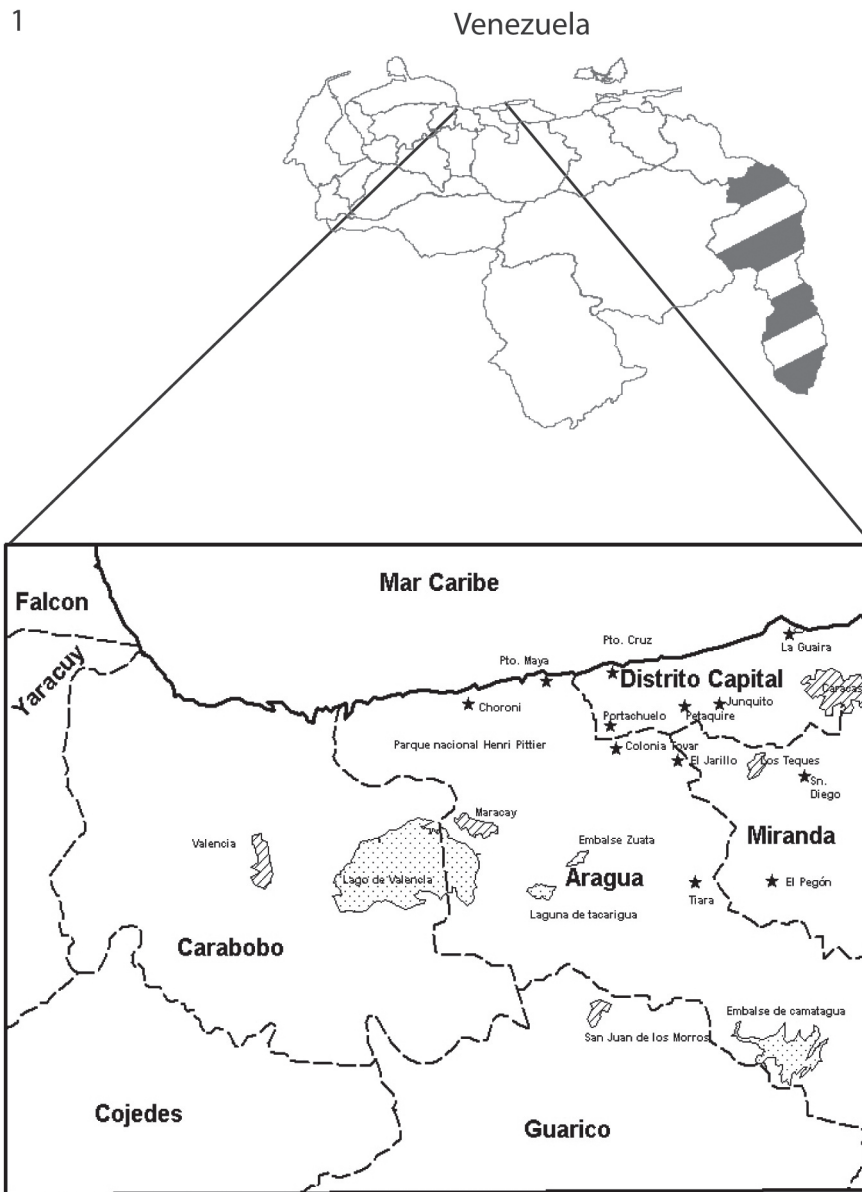 1
Venezuela
Mar Caribe
Falcon
Yaracuy
La Guaira
Pto. Cruz
Pto. Maya
Distrito Capital
Caracas
Choroni
Junquito
Petaquire
Portachuelo
Parque nacional Henri Pittier
Colonia Tovar
El Jarillo
Los Teques
Sn.
Diego
Maracay
Miranda
Valencia
Embalse Zuata
Lago de Valencia
Aragua
El Pegón
Tiara
Laguna de tacarigua
Carabobo
Embalse de camatagua
San Juan de los Morros
Cojedes
Guarico